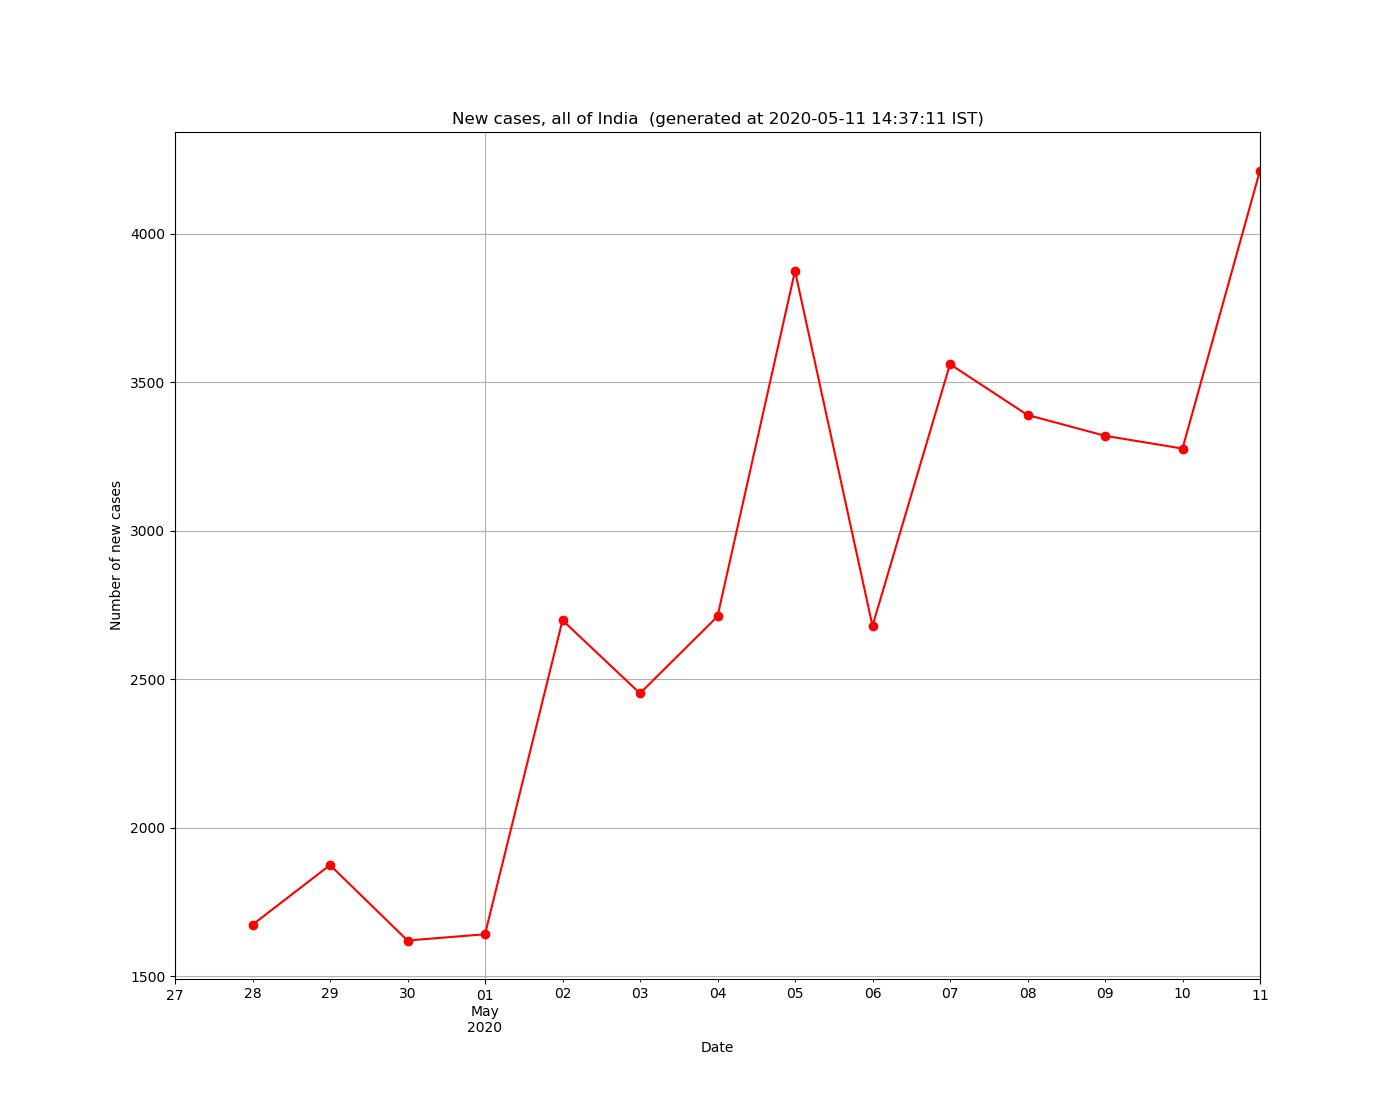 New cases, all of India  (generated at 2020-05-11 14:37:11 IST)
4000
3500
3000
2500
2000
1500
Number of new cases
27 28 29 30 01 02 03 04 05 06 07 08 09 10 11
May
2020
Date